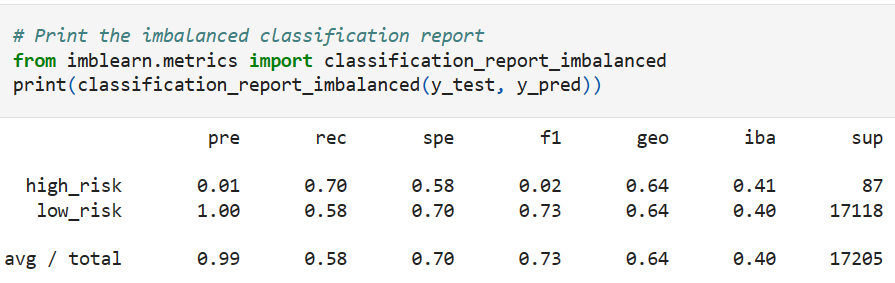 # Print the imbalanced classification report
from imblearn.metrics import classification_report_imbalanced
print(classification_report_imbalanced(y_test, y_pred))
pre rec spe f1 geo iba sup
high_risk 0.01 0.70 0.58 0.02 0.64 0.41 87
low_risk 1.00 0.58 0.70 0.73 0.64 0.40 17118
avg / total 0.99 0.58 0.70 0.73 0.64 0.40 17205